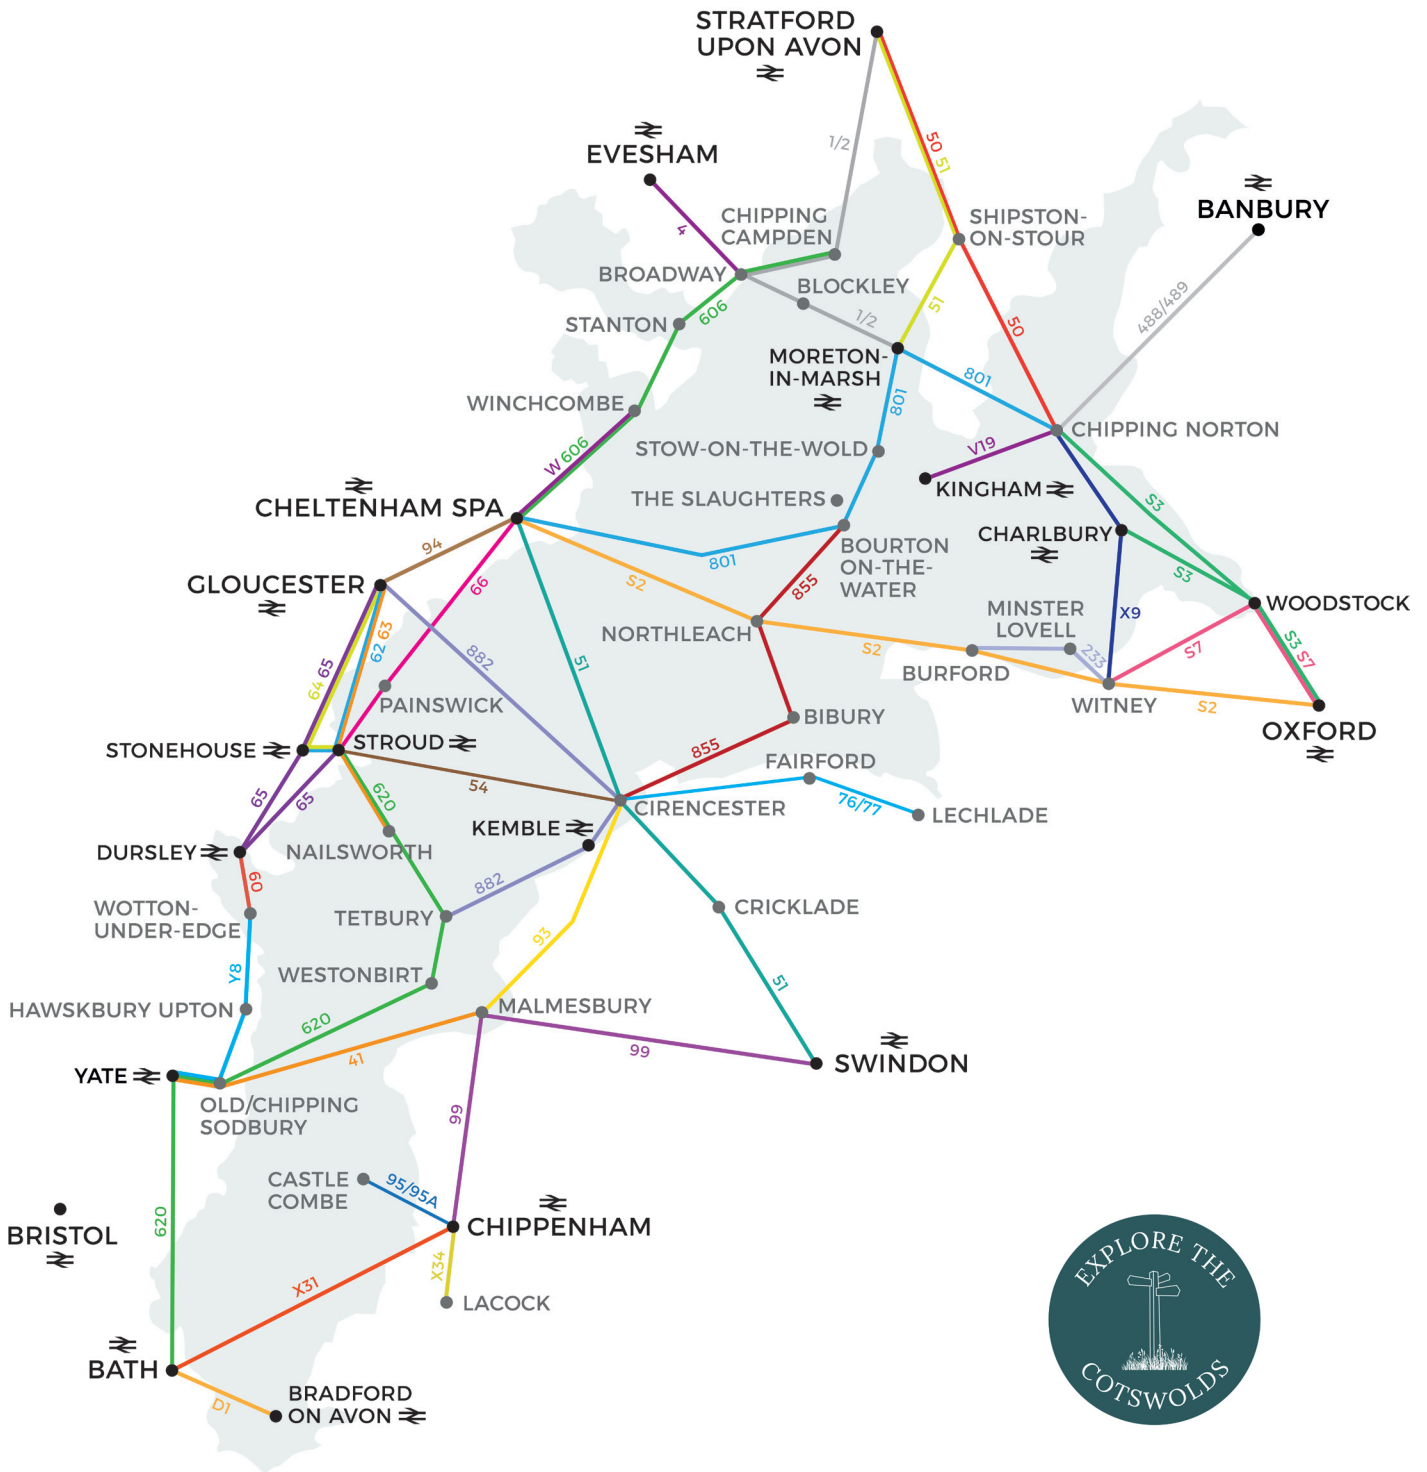 STRATFORD
UPON AVON
EVESHAM
1/2
50 51
BANBURY
CHIPPING
CAMPDEN
SHIPSTON-
ON-STOUR
4
BROADWAY
BLOCKLEY
488/489
606
1/2
51
50
STANTON
MORETON-
IN-MARSH
801
801
WINCHCOMBE
CHIPPING NORTON
W 606
STOW-ON-THE-WOLD
V19
THE SLAUGHTERS
KINGHAM
S3
CHELTENHAM SPA
CHARLBURY
94
801
BOURTON
ON-THE-
WATER
S3
GLOUCESTER
66
S2
855
X9
MINSTER
LOVELL
WOODSTOCK
62 63
NORTHLEACH
S2
233
S7
S3 S7
64 65
882
51
BURFORD
WITNEY
S2
PAINSWICK
BIBURY
OXFORD
STONEHOUSE
STROUD
855
FAIRFORD
65
65
620
54
CIRENCESTER
76/77
LECHLADE
KEMBLE
DURSLEY
NAILSWORTH
60
882
WOTTON-
UNDER-EDGE
TETBURY
CRICKLADE
93
Y8
WESTONBIRT
51
HAWSKBURY UPTON
MALMESBURY
620
41
99
SWINDON
YATE
OLD/CHIPPING
SODBURY
99
CASTLE
COMBE
95/95A
620
BRISTOL
CHIPPENHAM
X34
X31
LACOCK
EXPLORE THE
COTSWOLDS
BATH
D1
BRADFORD
ON AVON